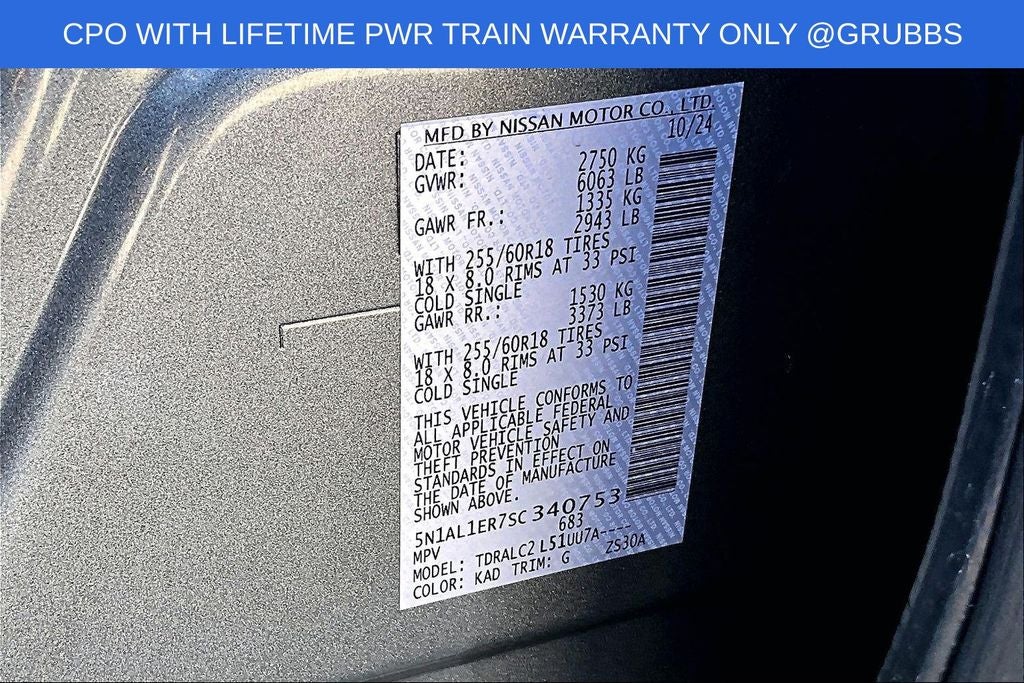 CPO WITH LIFETIME PWR TRAIN WARRANTY ONLY @GRUBBS
MFD BY NISSAN MOTOR CO., LTD.
DATE: 10/24
GVWR: 2750 KG
6063 LB
GAWR FR.: 1335 KG
2943 LB
WITH 255/60R18 TIRES
18 X 8.0 RIMS AT 33 PSI
COLD SINGLE
GAWR RR.: 1530 KG
3373 LB
WITH 255/60R18 TIRES
18 X 8.0 RIMS AT 33 PSI
COLD SINGLE
THIS VEHICLE CONFORMS TO
ALL APPLICABLE FEDERAL
MOTOR VEHICLE SAFETY AND
THEFT PREVENTION
STANDARDS IN EFFECT ON
THE DATE OF MANUFACTURE
SHOWN ABOVE.
5N1AL1ER7SC340753
MPV 683
MODEL: TDRALC2 L51UU7A----
COLOR: KAD TRIM: G ZS30A